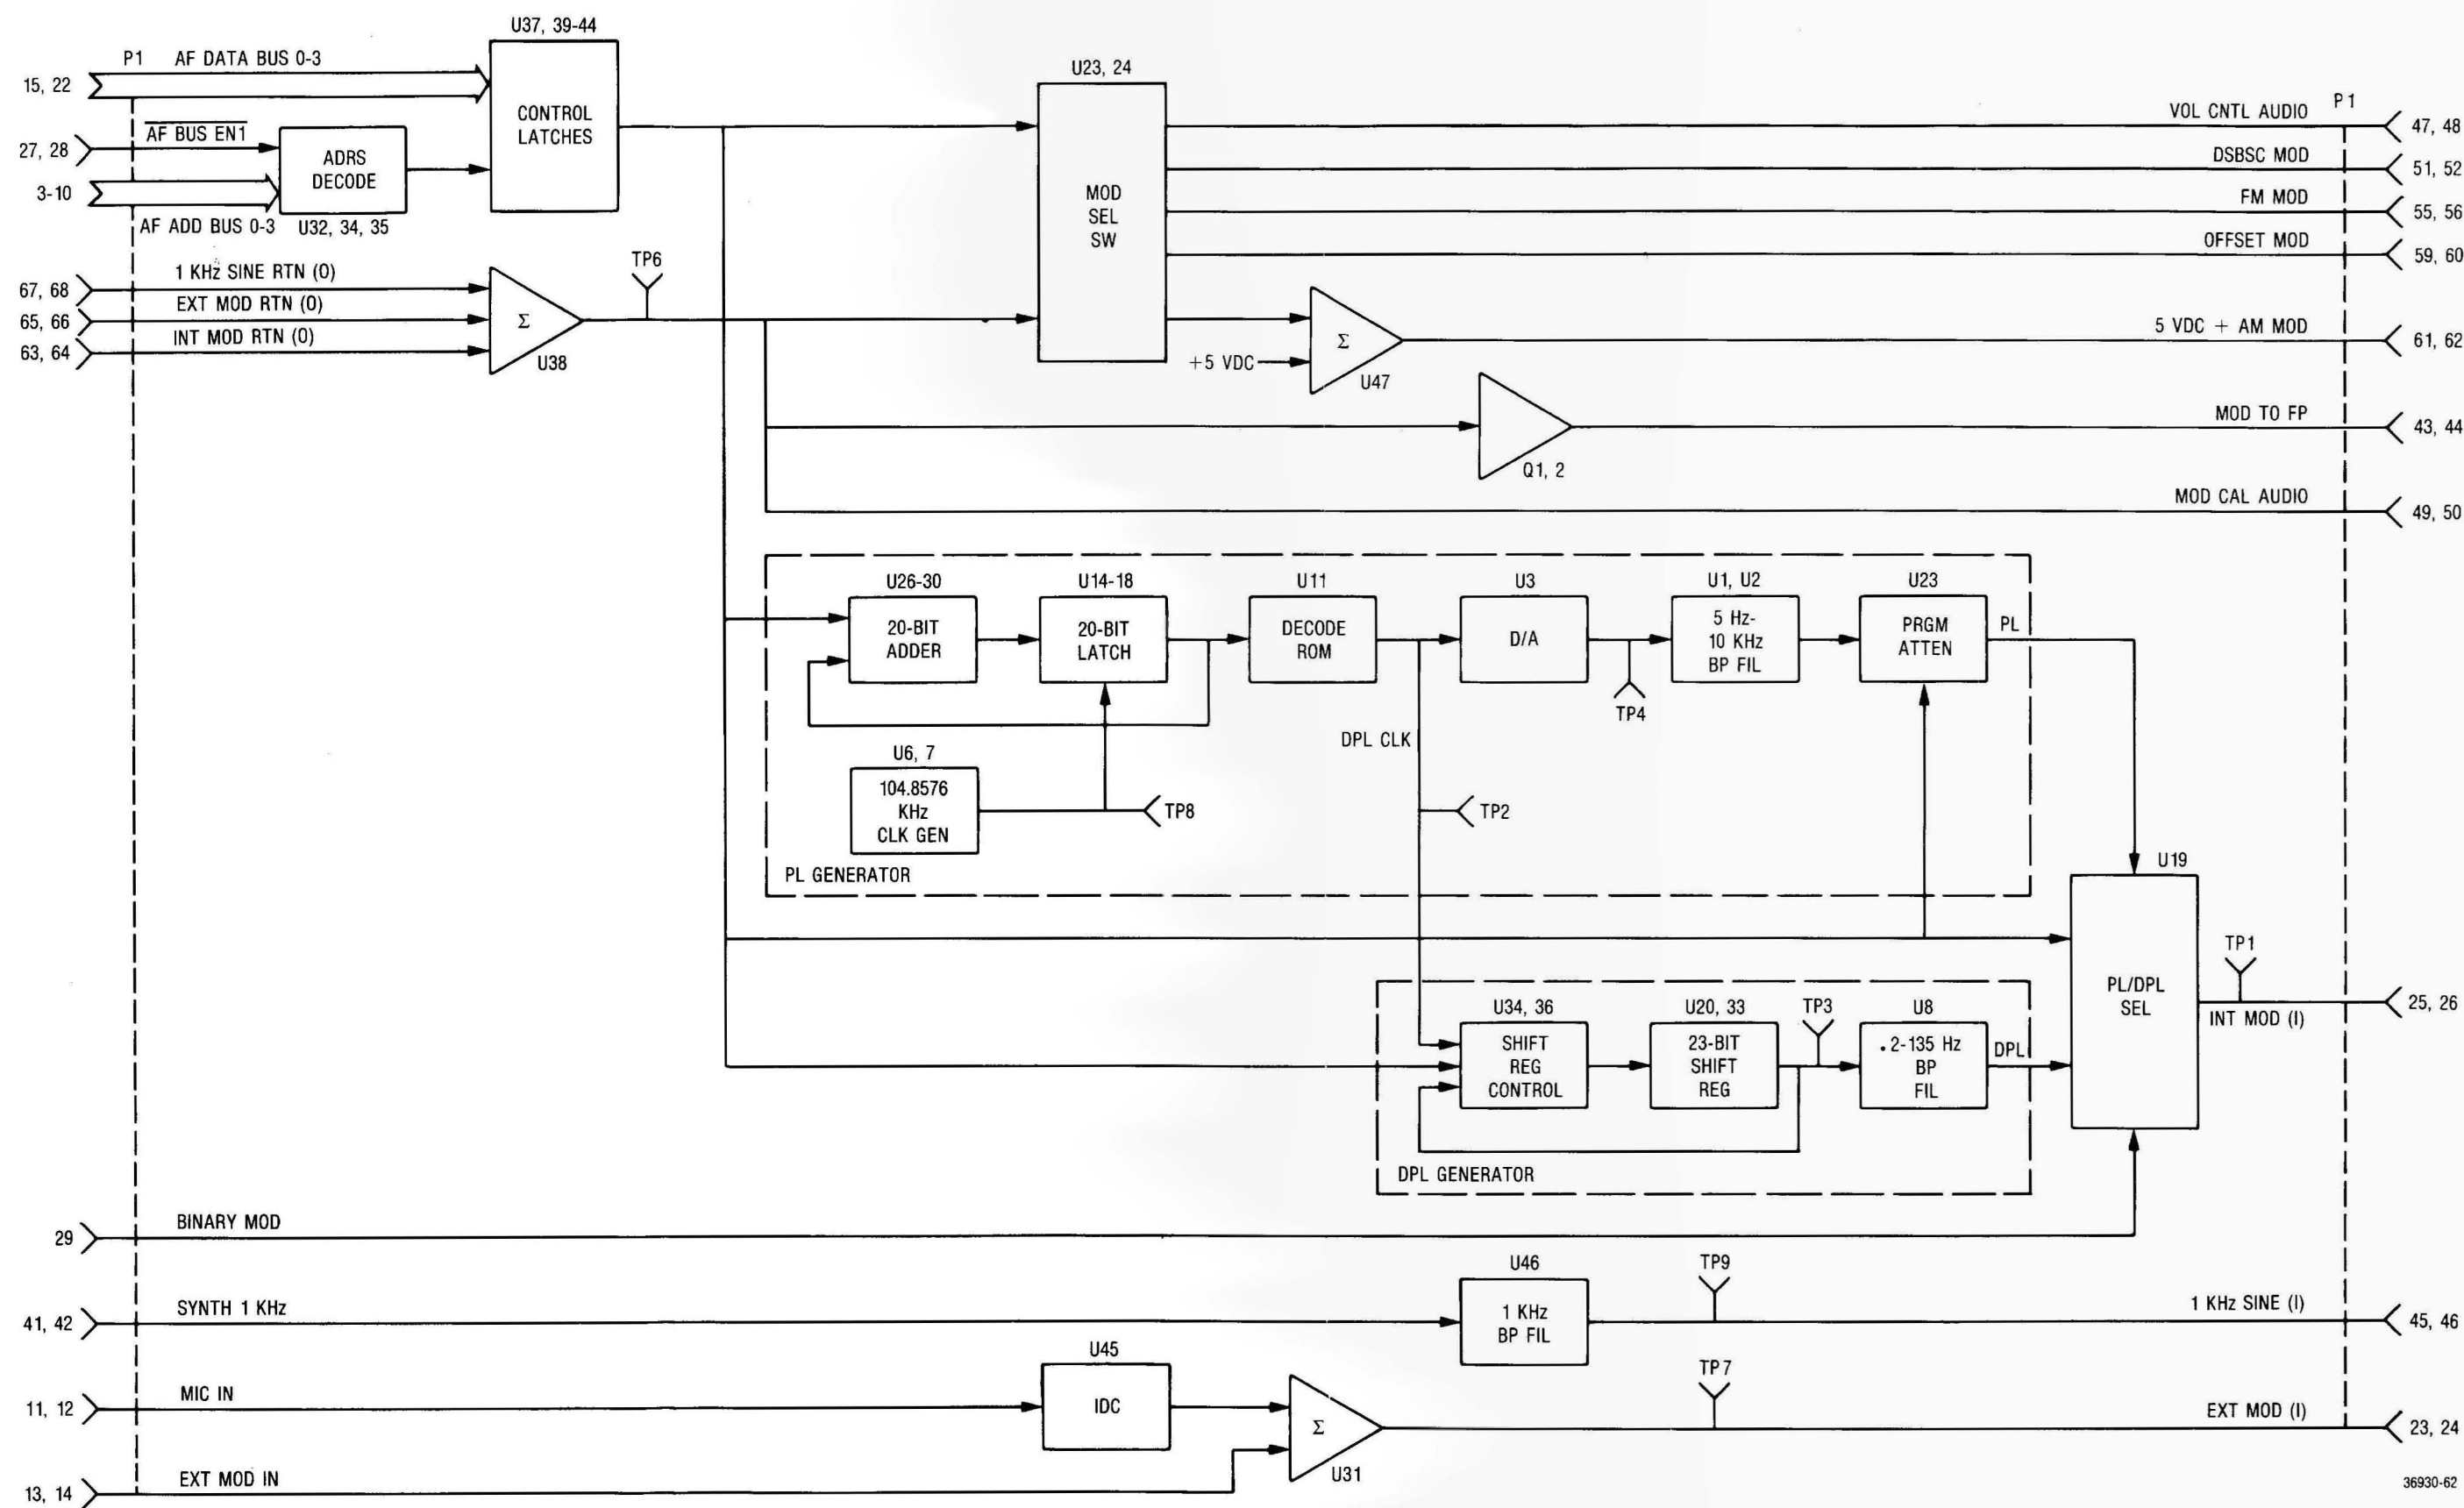 U37, 39-44
P1 AF DATA BUS 0-3
15, 22
CONTROL
LATCHES
AF BUS EN1
27, 28
ADRS
DECODE
3-10
AF ADD BUS 0-3
U32, 34, 35
1 KHz SINE RTN (O)
67, 68
EXT MOD RTN (O)
65, 66
INT MOD RTN (O)
63, 64
Σ
U38
TP6
U23, 24
MOD
SEL
SW
P1
VOL CNTL AUDIO
47, 48
DSBSC MOD
51, 52
FM MOD
55, 56
OFFSET MOD
59, 60
+5 VDC
Σ
U47
5 VDC + AM MOD
61, 62
Q1, 2
MOD TO FP
43, 44
MOD CAL AUDIO
49, 50
U26-30
20-BIT
ADDER
U14-18
20-BIT
LATCH
U11
DECODE
ROM
U3
D/A
TP4
U1, U2
5 Hz-
10 KHz
BP FIL
U23
PRGM
ATTEN
PL
U6, 7
104.8576
KHz
CLK GEN
TP8
DPL CLK
TP2
PL GENERATOR
U19
PL/DPL
SEL
TP1
INT MOD (I)
25, 26
U34, 36
SHIFT
REG
CONTROL
U20, 33
23-BIT
SHIFT
REG
TP3
U8
.2-135 Hz
BP
FIL
DPL
DPL GENERATOR
BINARY MOD
29
SYNTH 1 KHz
41, 42
U46
1 KHz
BP FIL
TP9
1 KHz SINE (I)
45, 46
MIC IN
11, 12
U45
IDC
Σ
U31
TP7
EXT MOD (I)
23, 24
EXT MOD IN
13, 14
36930-62